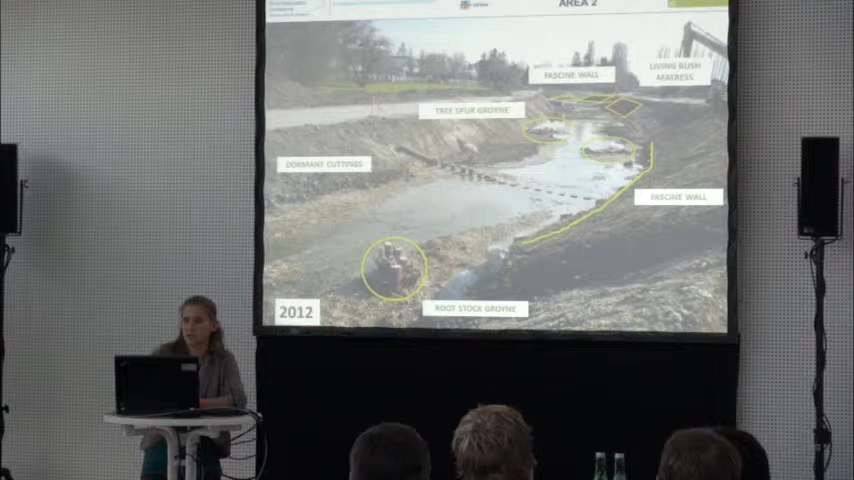 AREA 2
FASCINE WALL
LIVING BUSH
MATRESS
TREE SPUR GROYNE
DORMANT CUTTINGS
FASCINE WALL
2012
ROOT STOCK GROYNE